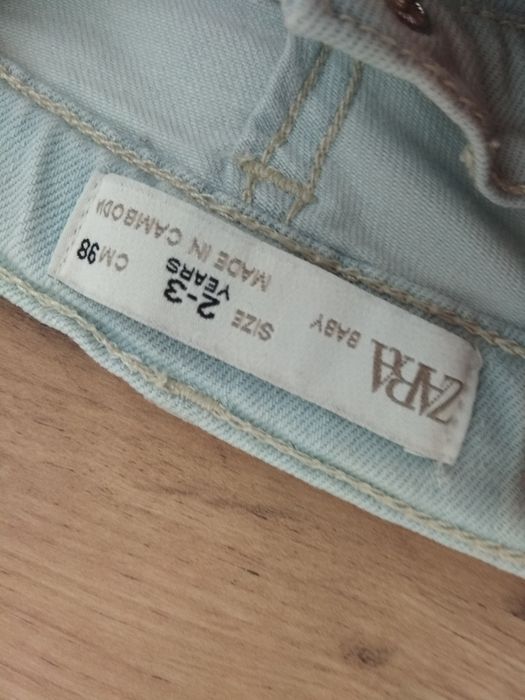 ZARA BABY
SIZE 2-3 YEARS CM 98
MADE IN CAMBODIA